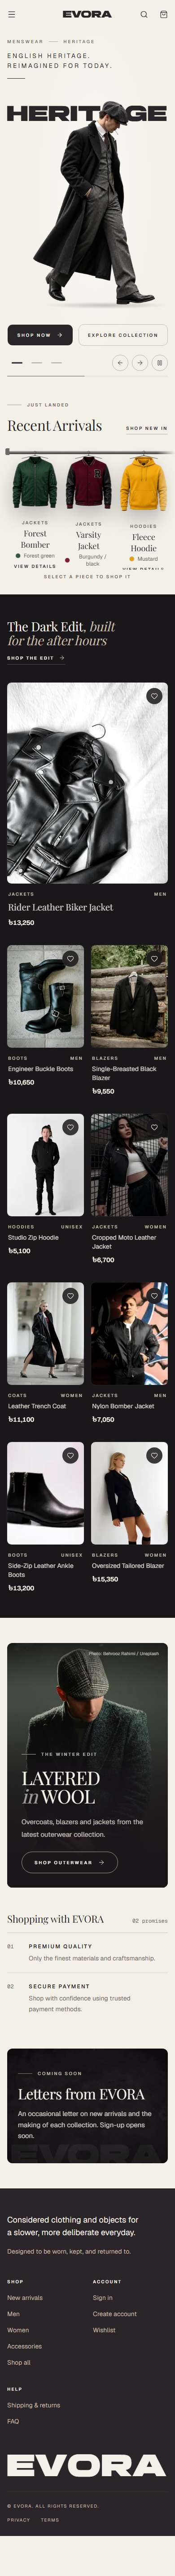 EVORA
MENSWEAR — HERITAGE
ENGLISH HERITAGE.
REIMAGINED FOR TODAY.
HERITAGE
SHOP NOW →
EXPLORE COLLECTION
JUST LANDED
Recent Arrivals
SHOP NEW IN
JACKETS
Forest
Bomber
Forest green
VIEW DETAILS
JACKETS
Varsity
Jacket
Burgundy /
black
HOODIES
Fleece
Hoodie
Mustard
VIEW DETAILS
SELECT A PIECE TO SHOP IT
The Dark Edit, built
for the after hours
SHOP THE EDIT →
JACKETS MEN
Rider Leather Biker Jacket
৳13,250
BOOTS MEN
Engineer Buckle Boots
৳10,650
BLAZERS MEN
Single-Breasted Black
Blazer
৳9,550
HOODIES UNISEX
Studio Zip Hoodie
৳5,100
JACKETS WOMEN
Cropped Moto Leather
Jacket
৳6,700
COATS WOMEN
Leather Trench Coat
৳11,100
JACKETS MEN
Nylon Bomber Jacket
৳7,050
BOOTS UNISEX
Side-Zip Leather Ankle
Boots
৳13,200
BLAZERS WOMEN
Oversized Tailored Blazer
৳15,350
Photo: Behrouz Rahimi / Unsplash
THE WINTER EDIT
LAYERED
in WOOL
Overcoats, blazers and jackets from the
latest outerwear collection.
SHOP OUTERWEAR →
Shopping with EVORA
02 promises
01 PREMIUM QUALITY
Only the finest materials and craftsmanship.
02 SECURE PAYMENT
Shop with confidence using trusted
payment methods.
COMING SOON
Letters from EVORA
An occasional letter on new arrivals and the
making of each collection. Sign-up opens
soon.
EVORA
Considered clothing and objects for
a slower, more deliberate everyday.
Designed to be worn, kept, and returned to.
SHOP
New arrivals
Men
Women
Accessories
Shop all
ACCOUNT
Sign in
Create account
Wishlist
HELP
Shipping & returns
FAQ
EVORA
© EVORA. ALL RIGHTS RESERVED.
PRIVACY TERMS